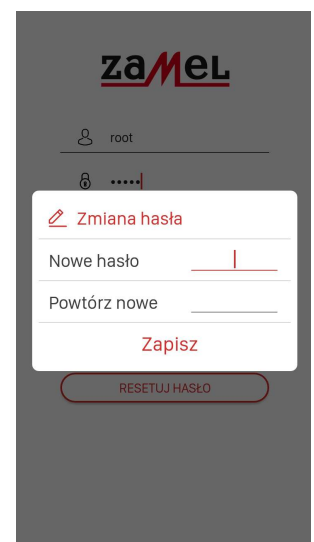 zaMeL
root
•••••
Zmiana hasła
Nowe hasło
Powtórz nowe
Zapisz
RESETUJ HASŁO